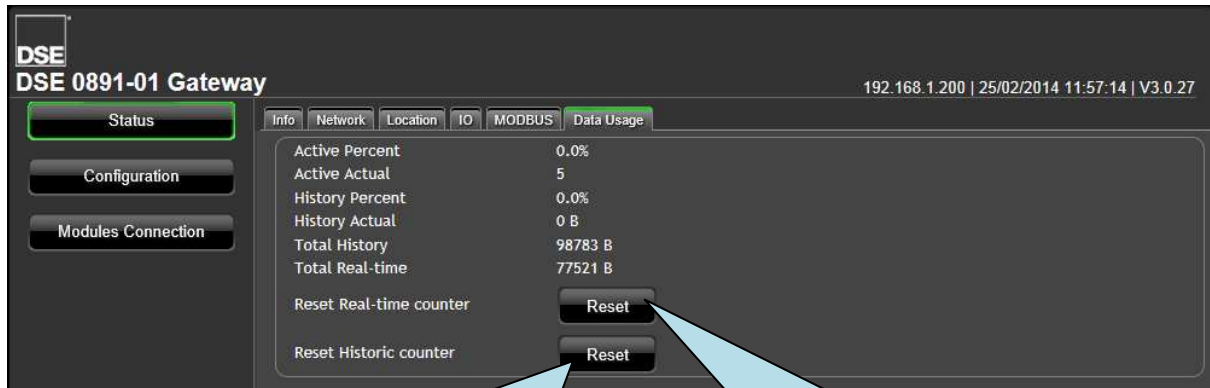 DSE
DSE 0891-01 Gateway
192.168.1.200 | 25/02/2014 11:57:14 | V3.0.27
Status
Info Network Location IO MODBUS Data Usage
Active Percent 0.0%
Active Actual 5
Configuration
History Percent 0.0%
History Actual 0 B
Modules Connection
Total History 98783 B
Total Real-time 77521 B
Reset Real-time counter Reset
Reset Historic counter Reset